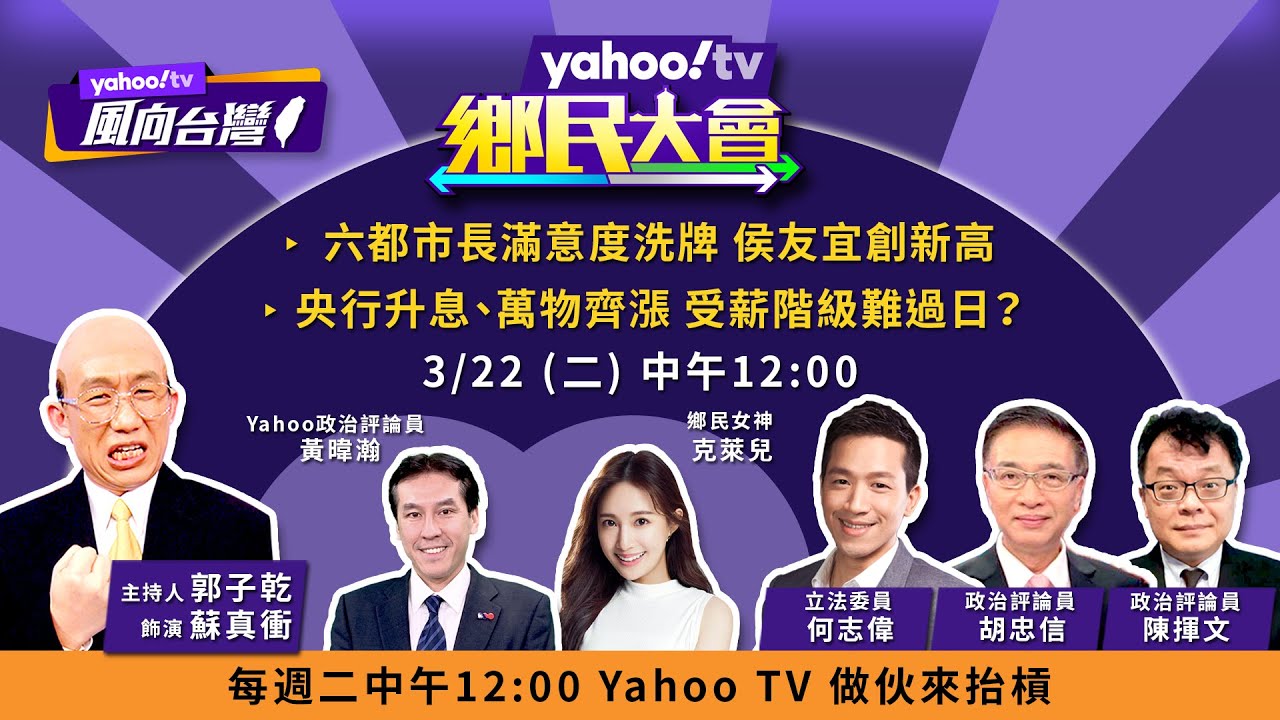 yahoo!tv
風向台灣
yahoo!tv
鄉民大會
▸ 六都市長滿意度洗牌 侯友宜創新高
▸ 央行升息、萬物齊漲 受薪階級難過日？
3/22 (二) 中午12:00
Yahoo政治評論員
黃暐瀚
鄉民女神
克萊兒
主持人 郭子乾
飾演 蘇真衝
立法委員
何志偉
政治評論員
胡忠信
政治評論員
陳揮文
每週二中午12:00 Yahoo TV 做伙來抬槓